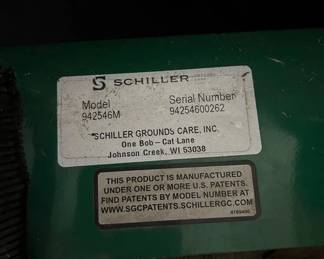 SCHILLER
Model Serial Number
942546M 94254600262
SCHILLER GROUNDS CARE, INC.
One Bob-Cat Lane
Johnson Creek, WI 53038
THIS PRODUCT IS MANUFACTURED
UNDER ONE OR MORE U.S. PATENTS.
FIND PATENTS BY MODEL NUMBER AT
WWW.SGCPATENTS.SCHILLERGC.COM